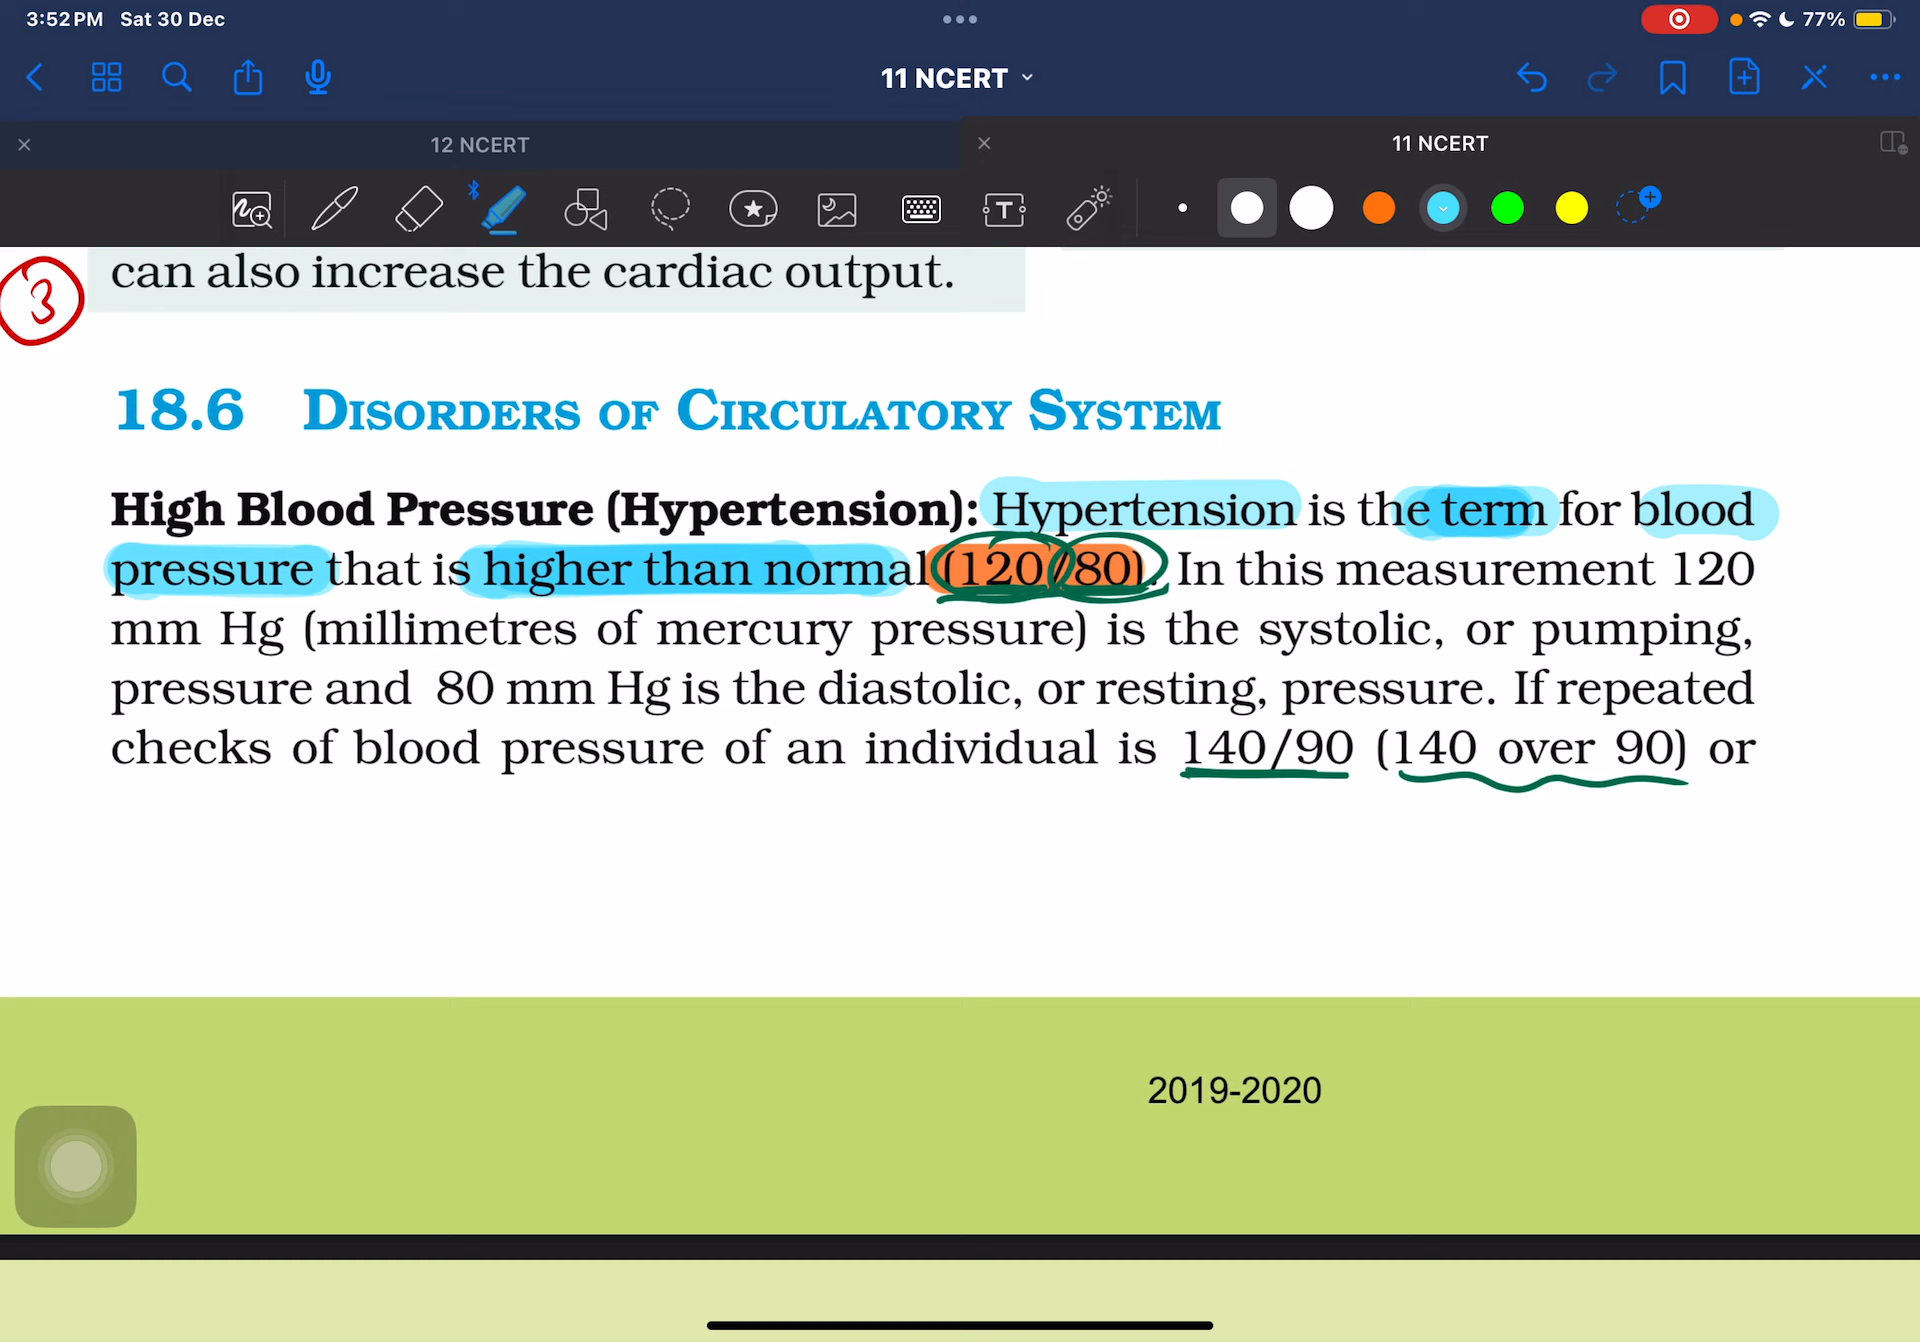 3:52 PM Sat 30 Dec
77%
11 NCERT
12 NCERT
11 NCERT
can also increase the cardiac output.
3
18.6 DISORDERS OF CIRCULATORY SYSTEM
High Blood Pressure (Hypertension): Hypertension is the term for blood
pressure that is higher than normal (120/80). In this measurement 120
mm Hg (millimetres of mercury pressure) is the systolic, or pumping,
pressure and 80 mm Hg is the diastolic, or resting, pressure. If repeated
checks of blood pressure of an individual is 140/90 (140 over 90) or
2019-2020